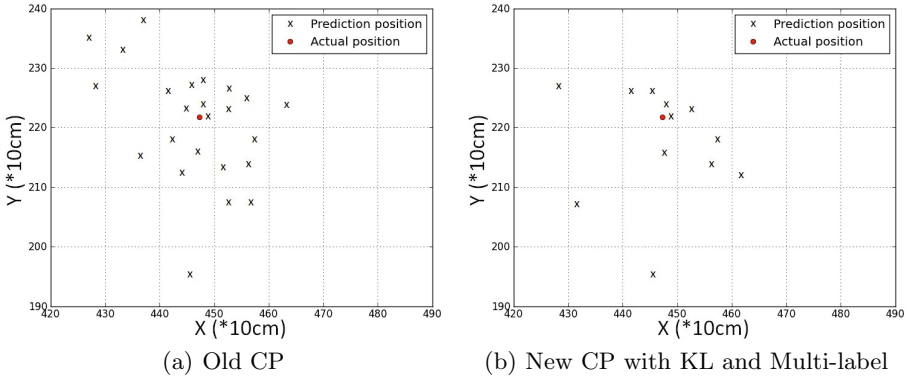 240
230
220
210
200
190
Y (*10cm)
420 430 440 450 460 470 480 490
X (*10cm)
x Prediction position
Actual position
(a) Old CP
240
230
220
210
200
190
Y (*10cm)
420 430 440 450 460 470 480 490
X (*10cm)
x Prediction position
Actual position
(b) New CP with KL and Multi-label